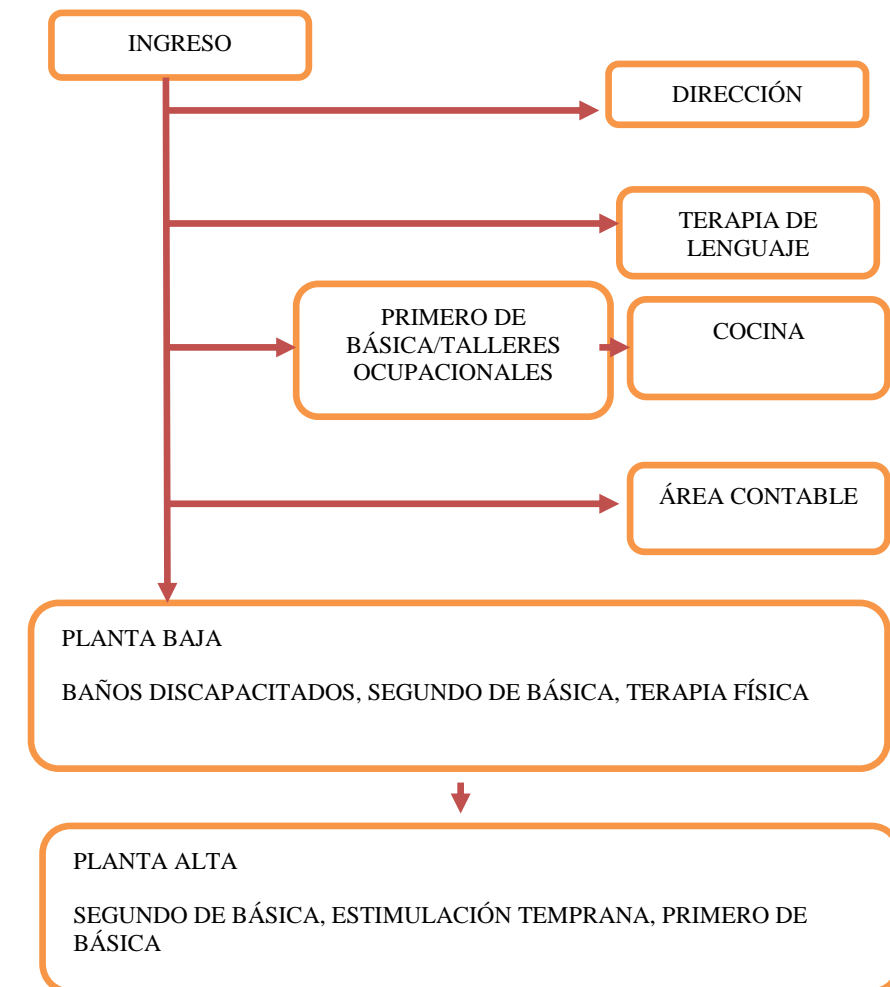 INGRESO
DIRECCIÓN
TERAPIA DE
LENGUAJE
PRIMERO DE
BÁSICA/TALLERES
OCUPACIONALES
COCINA
ÁREA CONTABLE
PLANTA BAJA
BAÑOS DISCAPACITADOS, SEGUNDO DE BÁSICA, TERAPIA FÍSICA
PLANTA ALTA
SEGUNDO DE BÁSICA, ESTIMULACIÓN TEMPRANA, PRIMERO DE
BÁSICA